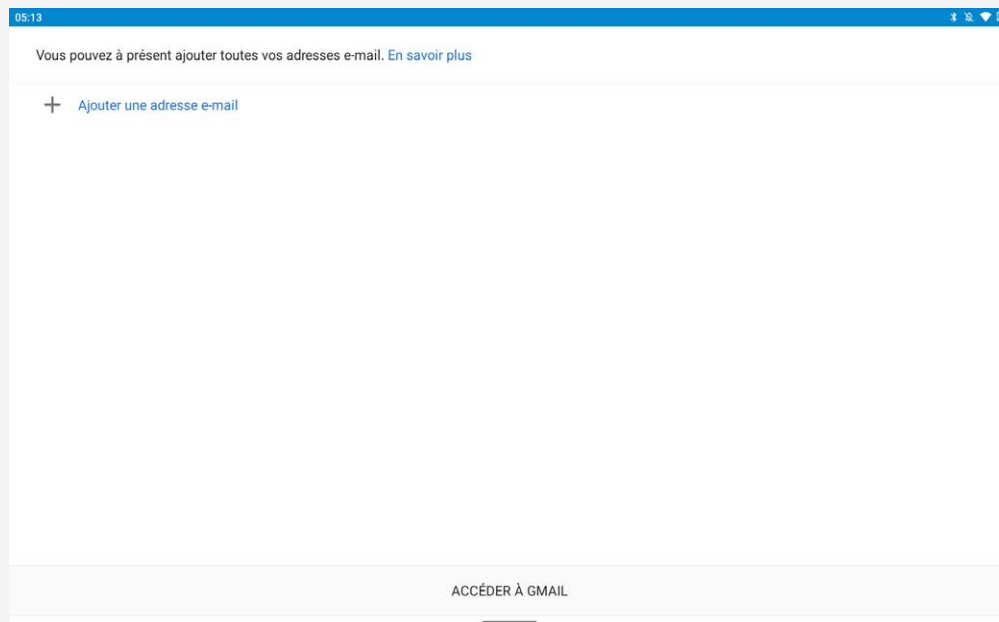 05:13
Vous pouvez à présent ajouter toutes vos adresses e-mail. En savoir plus
Ajouter une adresse e-mail
ACCÉDER À GMAIL